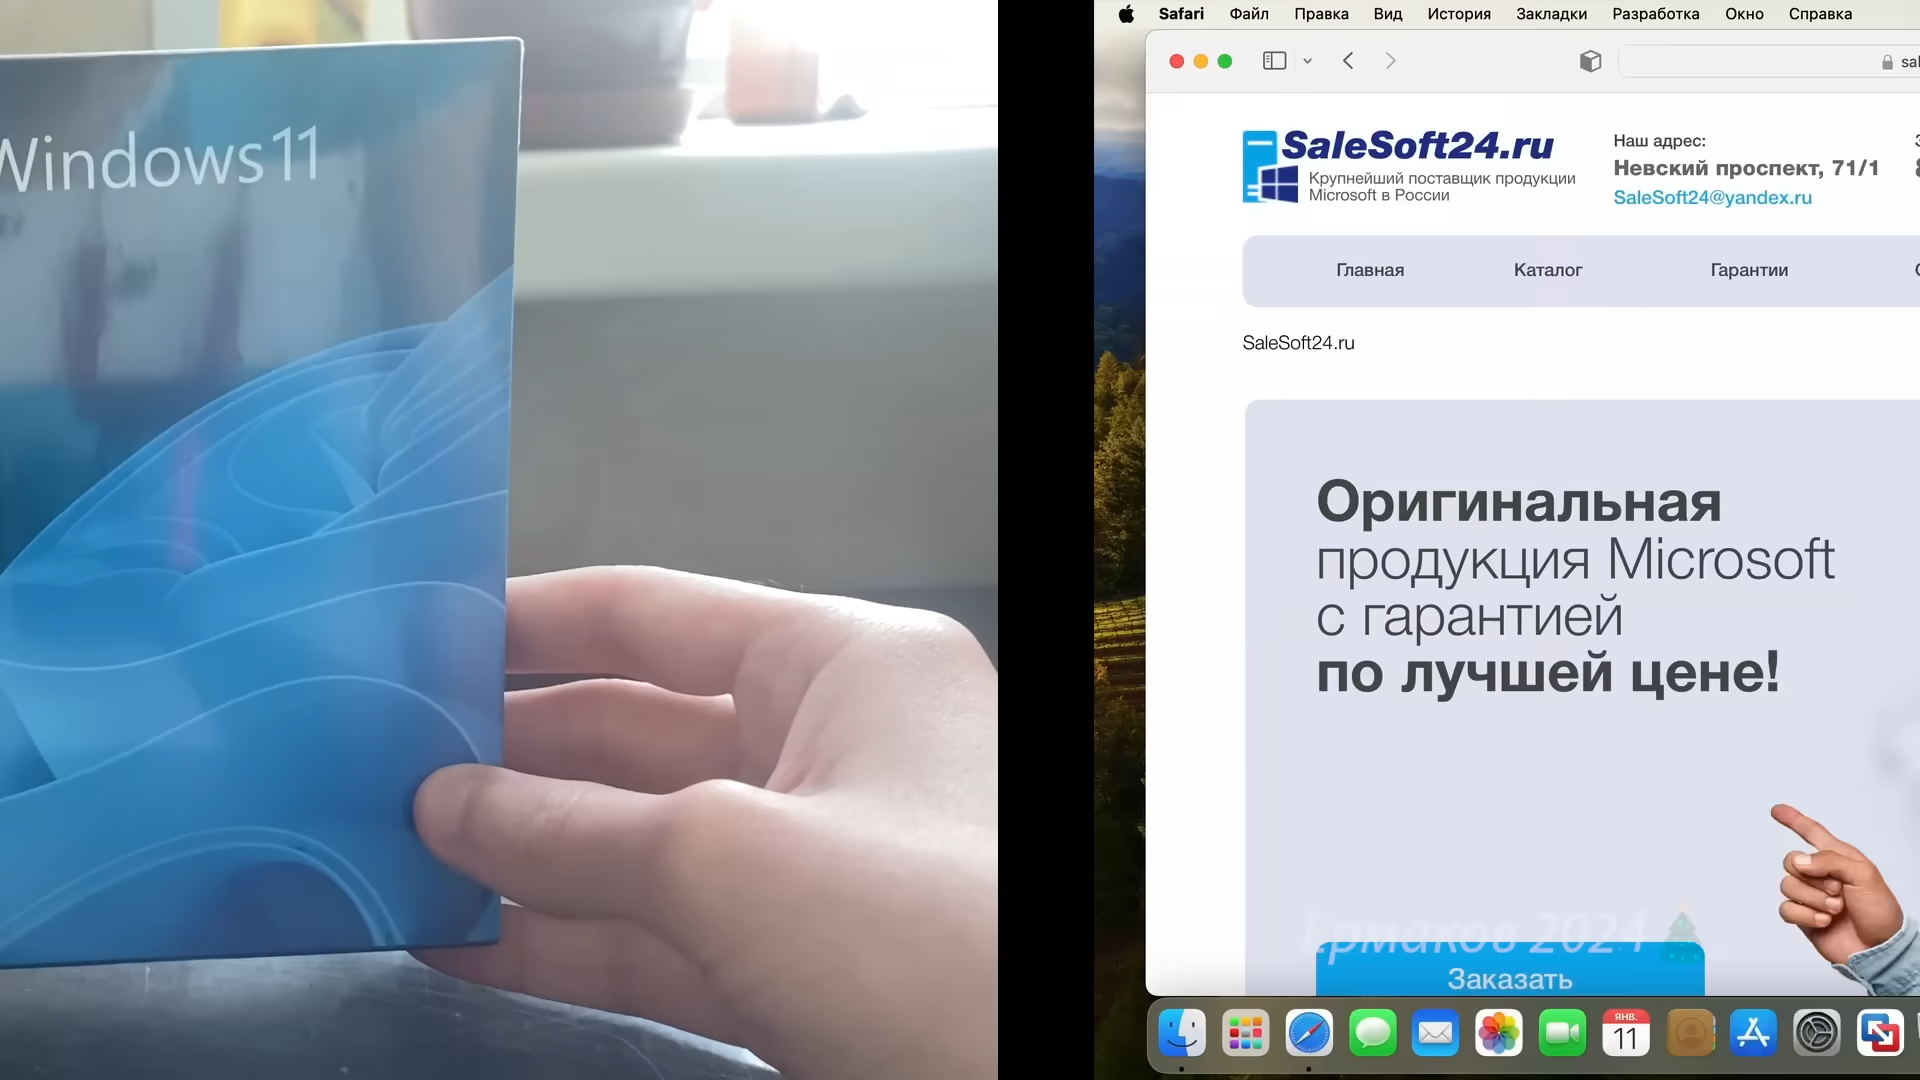 Windows 11
Safari Файл Правка Вид История Закладки Разработка Окно Справка
SaleSoft24.ru
Крупнейший поставщик продукции
Microsoft в России
Наш адрес:
Невский проспект, 71/1
SaleSoft24@yandex.ru
Главная Каталог Гарантии
SaleSoft24.ru
Оригинальная
продукция Microsoft
с гарантией
по лучшей цене!
Ермаков 2024
Заказать
ЯНВ.
11